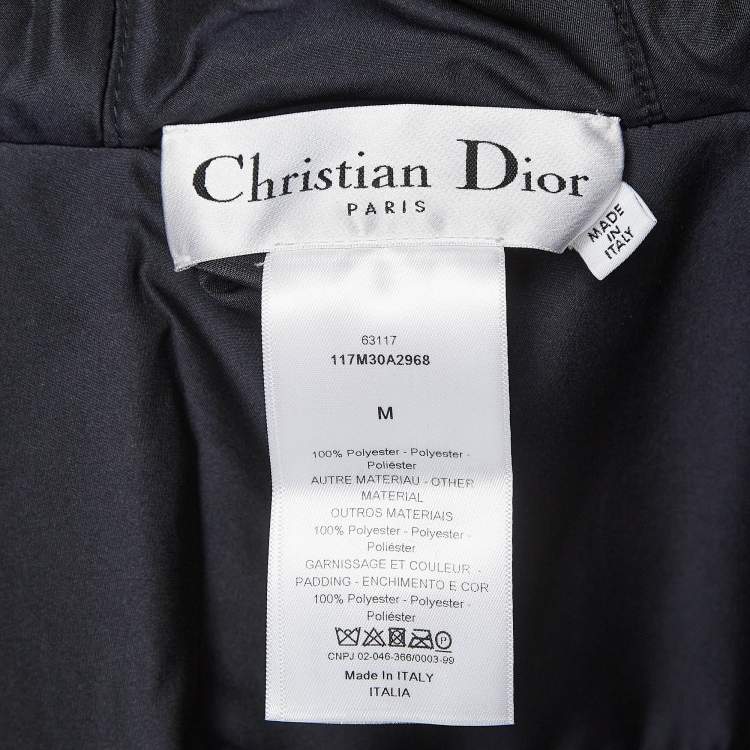 Christian Dior
PARIS
MADE
IN
ITALY
63117
117M30A2968
M
100% Polyester - Polyester -
Poliéster
AUTRE MATERIAU - OTHER
MATERIAL
OUTROS MATERIAIS
100% Polyester - Polyester -
Poliéster
GARNISSAGE ET COULEUR -
PADDING - ENCHIMENTO E COR
100% Polyester - Polyester -
Poliéster
P
CNPJ 02-046-366/0003-99
Made In ITALY
ITALIA